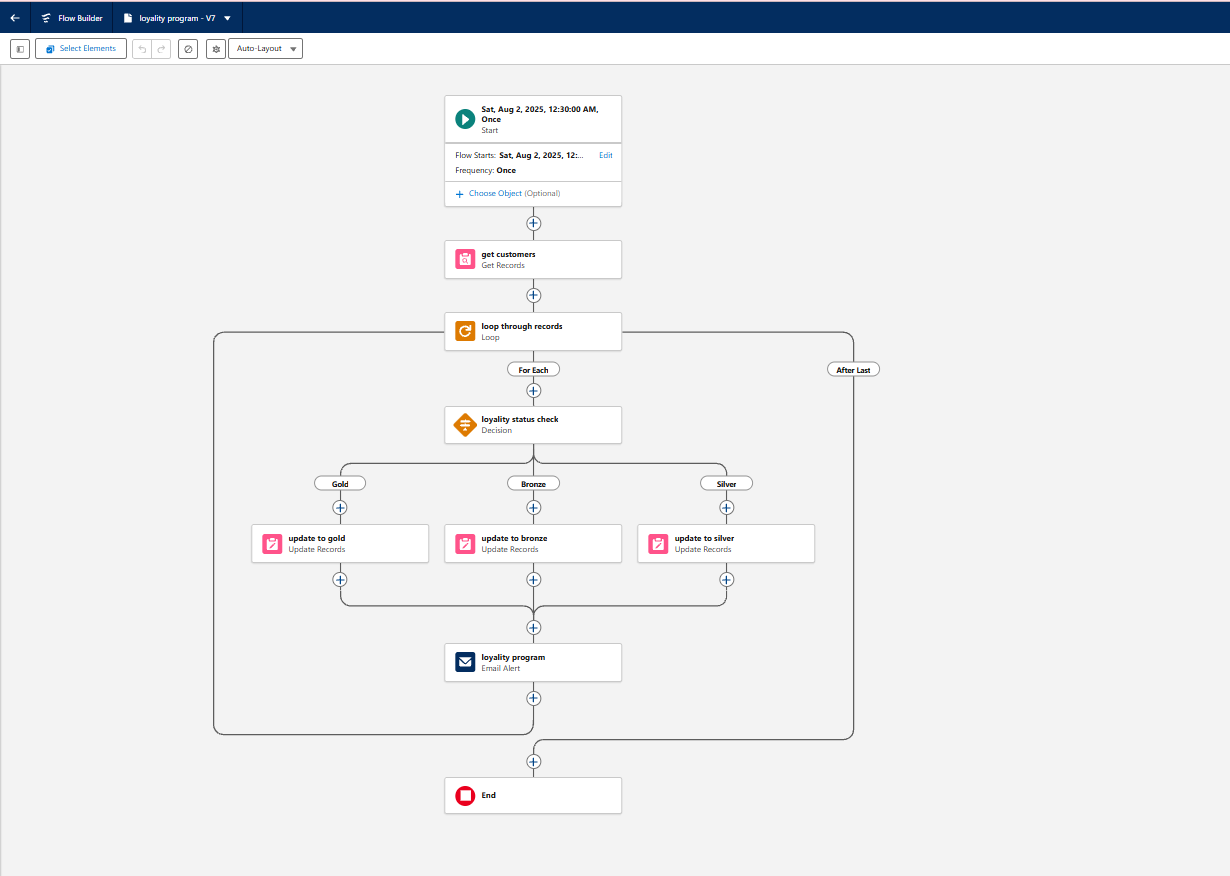 Flow Builder
loyality program - V7
Select Elements
Auto-Layout
Sat, Aug 2, 2025, 12:30:00 AM,
Once
Start
Flow Starts: Sat, Aug 2, 2025, 12:... Edit
Frequency: Once
Choose Object (Optional)
get customers
Get Records
loop through records
Loop
For Each
After Last
loyality status check
Decision
Gold
Bronze
Silver
update to gold
Update Records
update to bronze
Update Records
update to silver
Update Records
loyality program
Email Alert
End